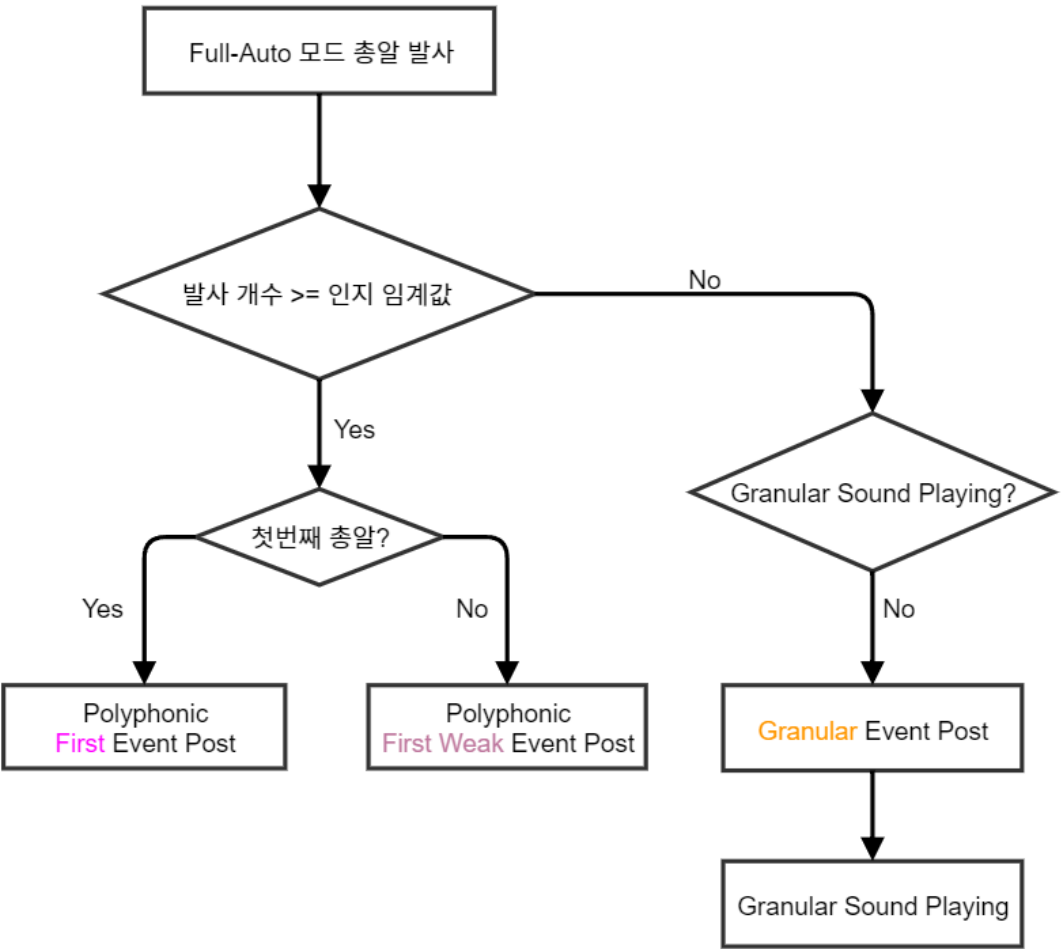 Full-Auto 모드 총알 발사
발사 개수 >= 인지 임계값
No
Yes
Granular Sound Playing?
첫번째 총알?
Yes
No
No
Polyphonic
First Event Post
Polyphonic
First Weak Event Post
Granular Event Post
Granular Sound Playing